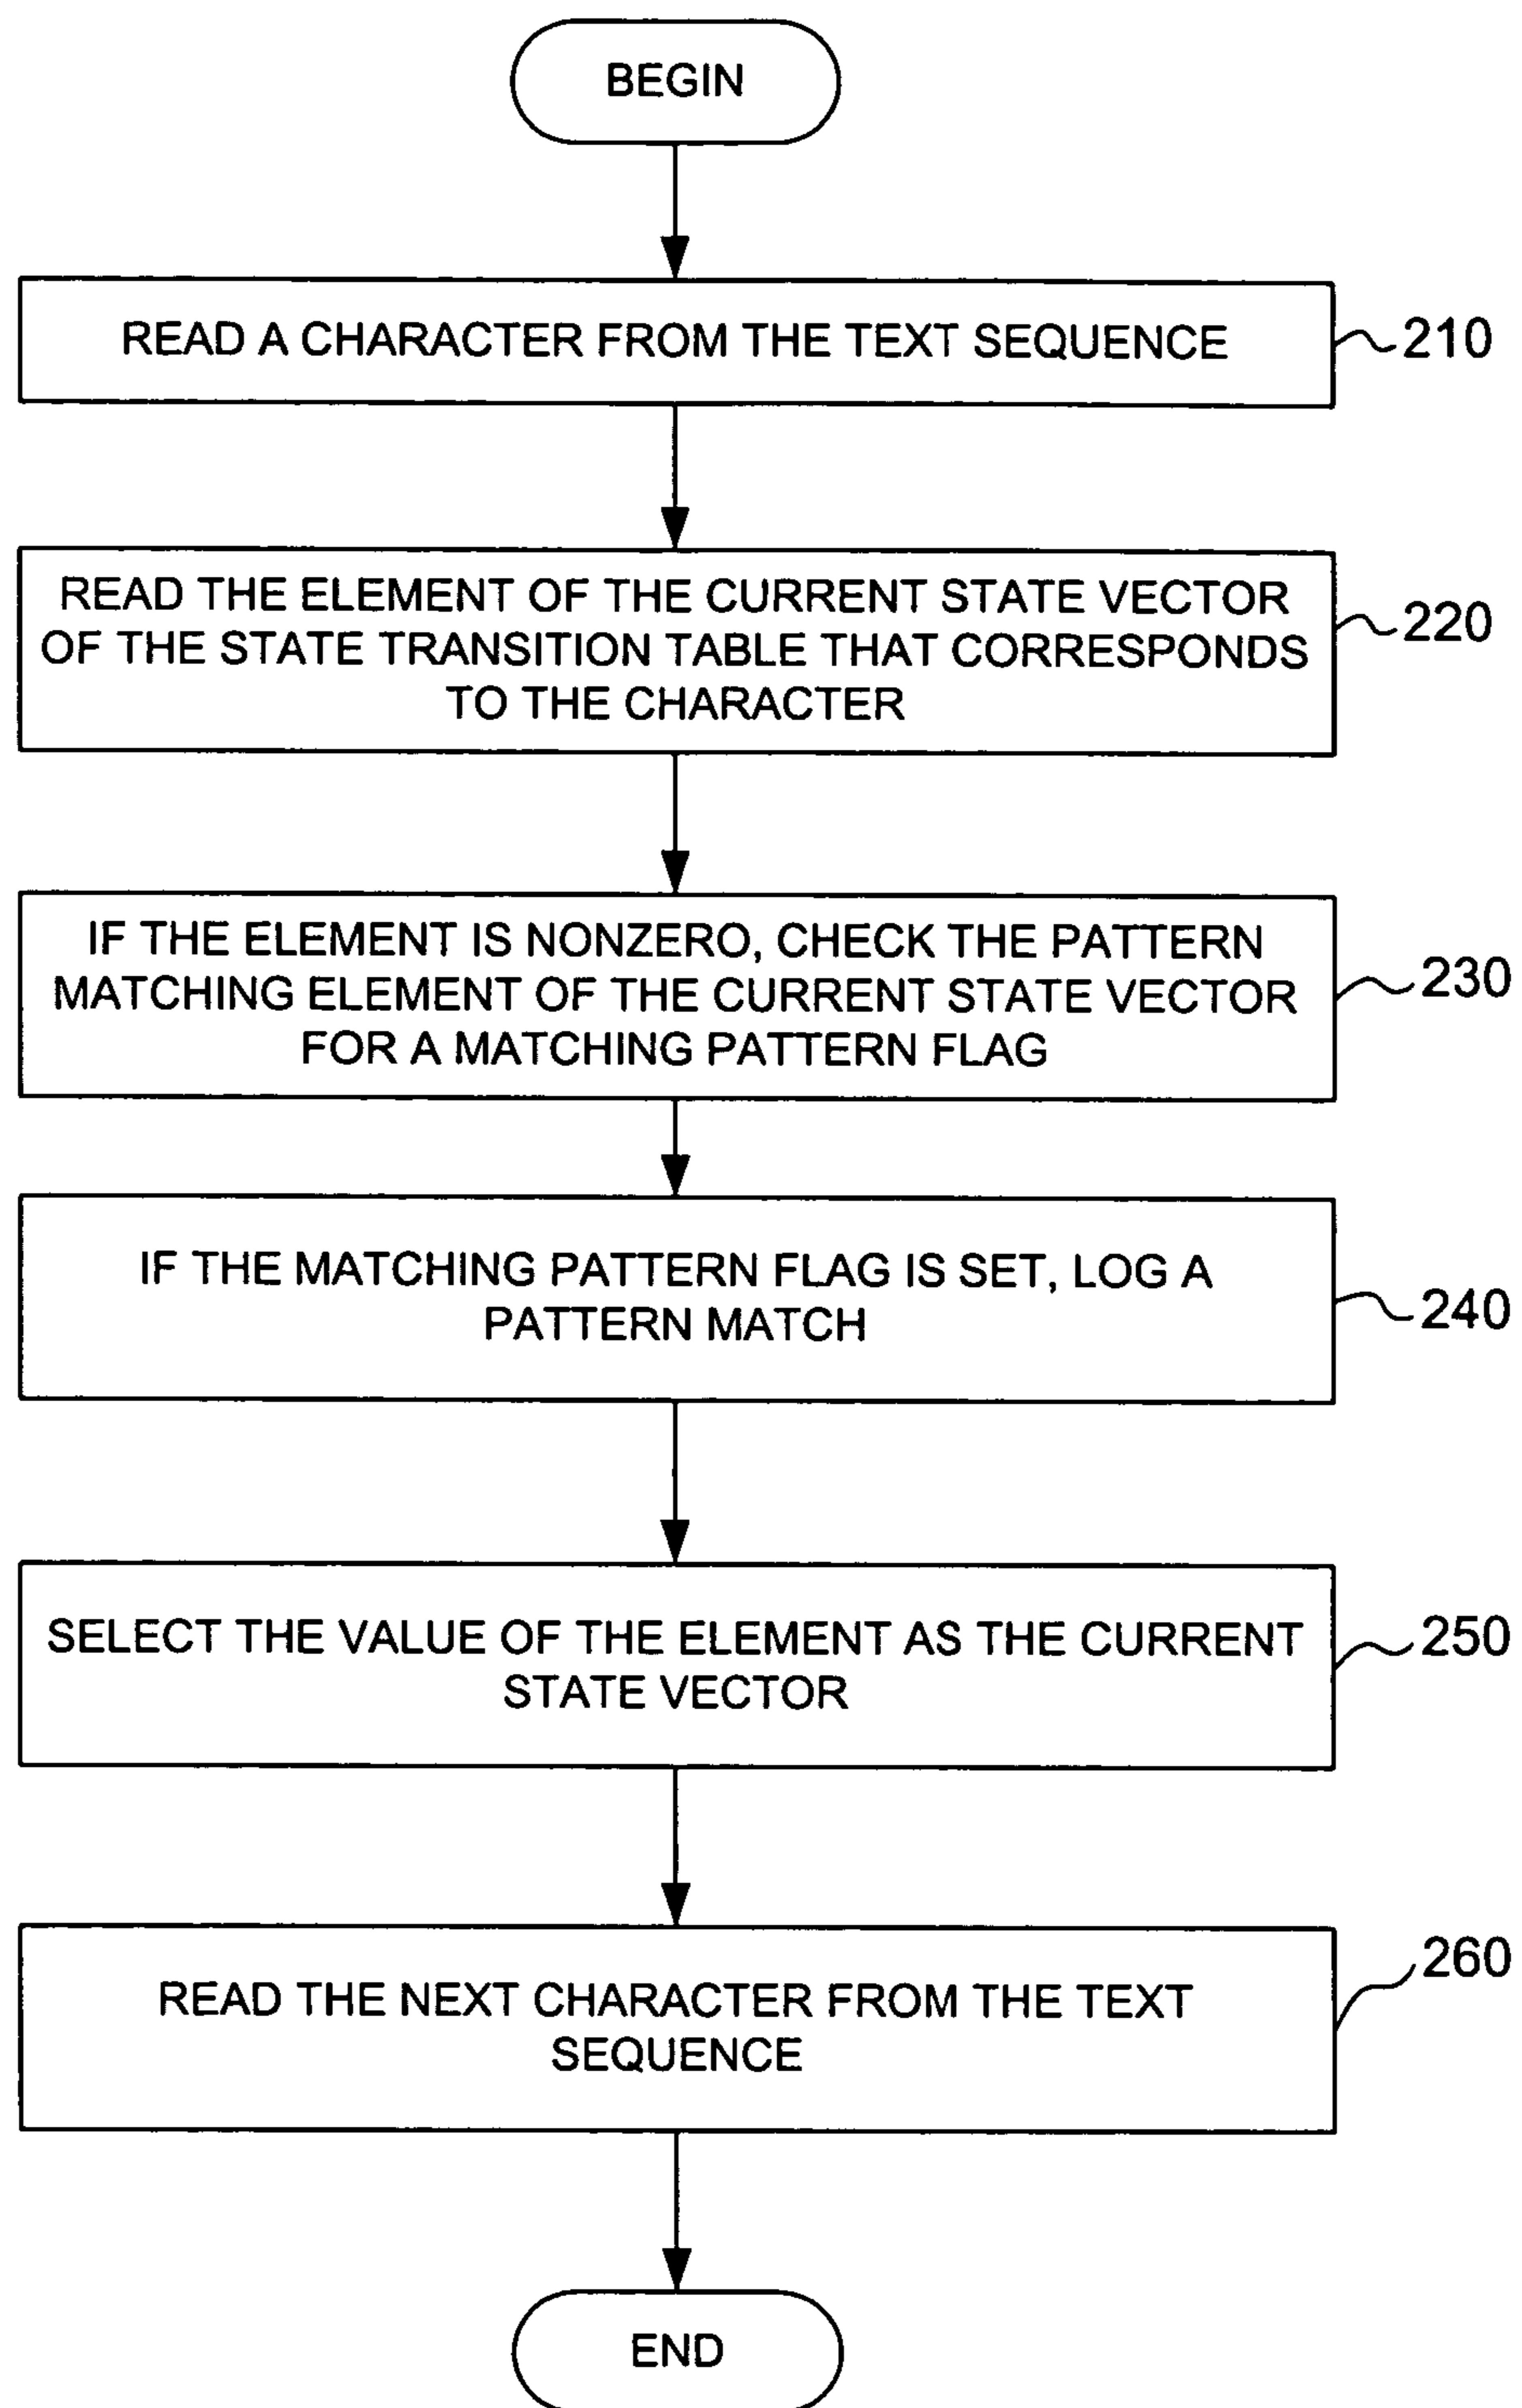 BEGIN
READ A CHARACTER FROM THE TEXT SEQUENCE
210
READ THE ELEMENT OF THE CURRENT STATE VECTOR
OF THE STATE TRANSITION TABLE THAT CORRESPONDS
TO THE CHARACTER
220
IF THE ELEMENT IS NONZERO, CHECK THE PATTERN
MATCHING ELEMENT OF THE CURRENT STATE VECTOR
FOR A MATCHING PATTERN FLAG
230
IF THE MATCHING PATTERN FLAG IS SET, LOG A
PATTERN MATCH
240
SELECT THE VALUE OF THE ELEMENT AS THE CURRENT
STATE VECTOR
250
READ THE NEXT CHARACTER FROM THE TEXT
SEQUENCE
260
END